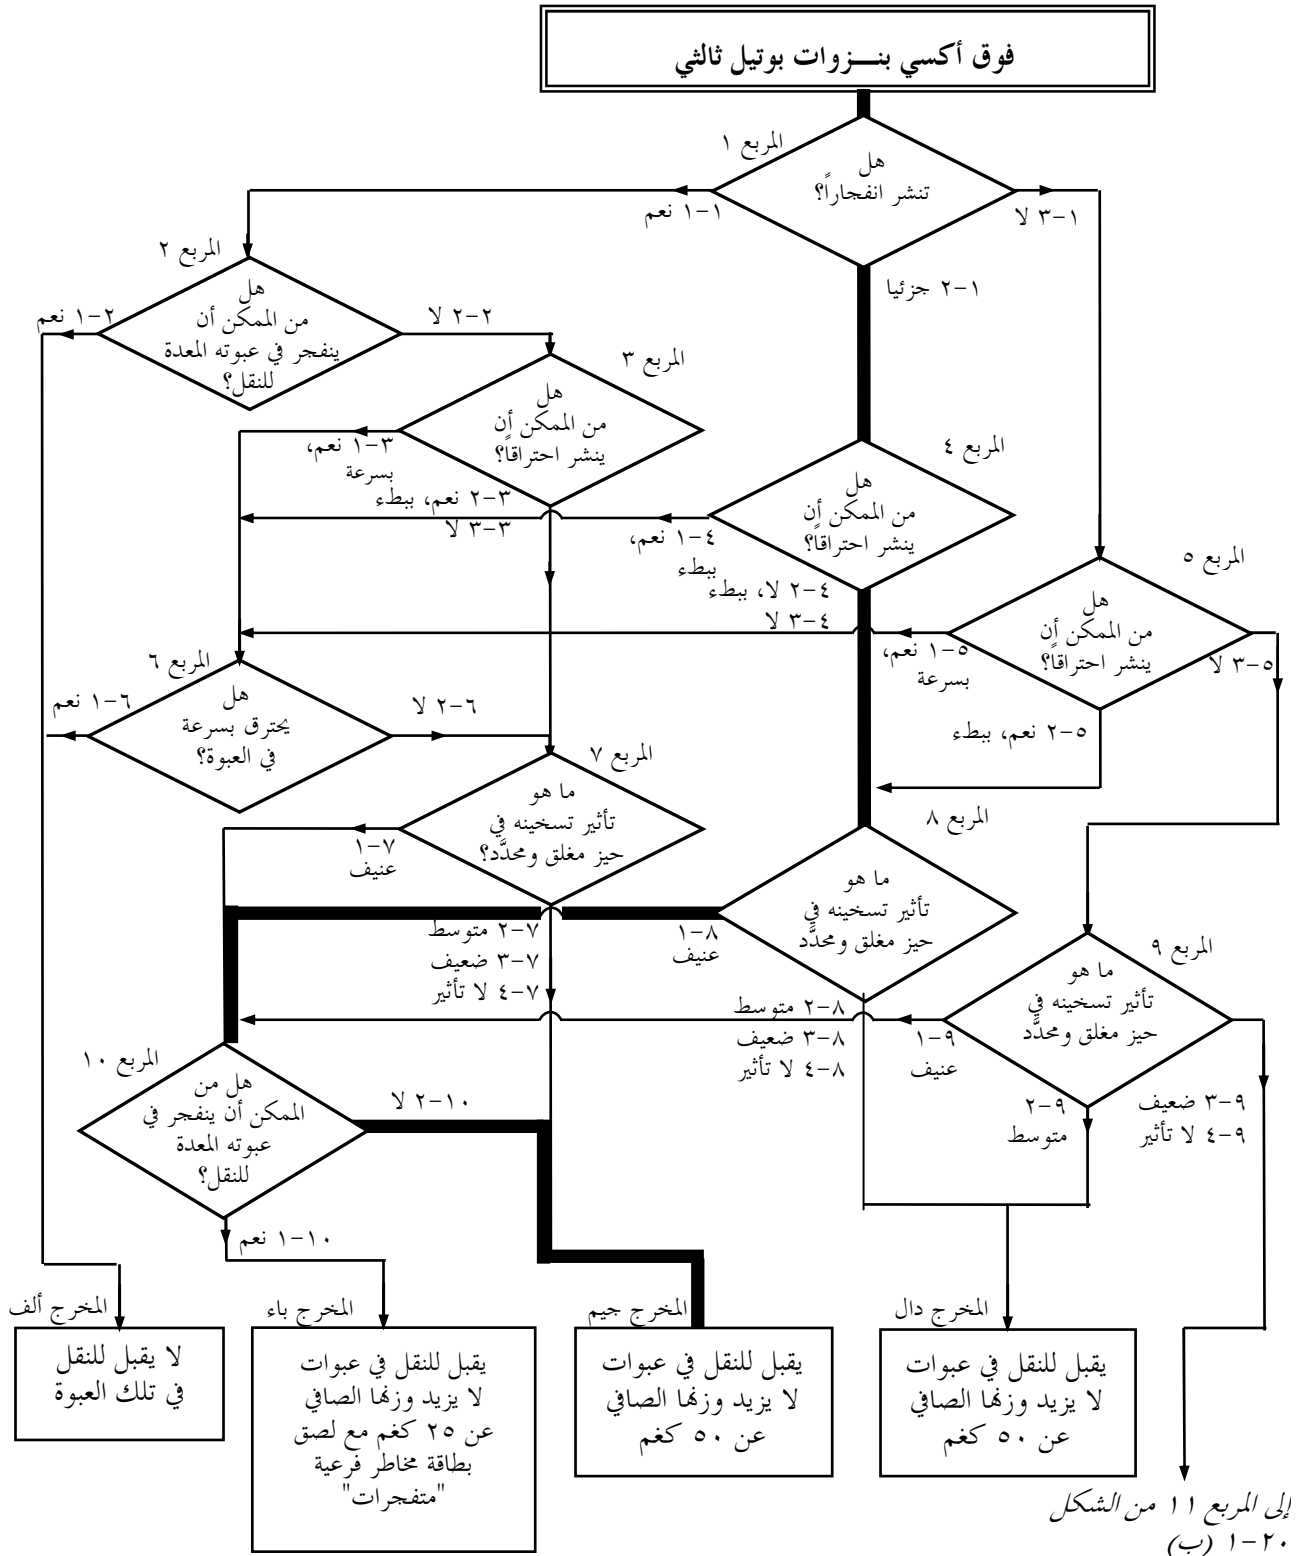 فوق أكسي بنـزوات بوتيل ثالثي
المربع ١
هل
تنشر انفجاراً؟
١-١ نعم
١-٣ لا
١-٢ جزئيا
المربع ٢
هل
من الممكن أن
ينفجر في عبوته المعدة
للنقل؟
٢-١ نعم
٢-٢ لا
المربع ٣
هل
من الممكن أن
ينشر احتراقاً؟
٣-١ نعم،
بسرعة
٣-٢ نعم، ببطء
٣-٣ لا
المربع ٤
هل
من الممكن أن
ينشر احتراقاً؟
٤-١ نعم،
ببطء
٤-٢ لا، ببطء
٤-٣ لا
المربع ٥
هل
من الممكن أن
ينشر احتراقاً؟
٥-١ نعم،
بسرعة
٥-٣ لا
٥-٢ نعم، ببطء
المربع ٦
هل
يحترق بسرعة
في العبوة؟
٦-١ نعم
٦-٢ لا
المربع ٧
ما هو
تأثير تسخينه في
حيز مغلق ومحدَّد؟
٧-١
عنيف
٧-٢ متوسط
٧-٣ ضعيف
٧-٤ لا تأثير
المربع ٨
ما هو
تأثير تسخينه في
حيز مغلق ومحدَّد
٨-١
عنيف
٨-٢ متوسط
٨-٣ ضعيف
٨-٤ لا تأثير
المربع ٩
ما هو
تأثير تسخينه في
حيز مغلق ومحدَّد
٩-١
عنيف
٩-٢
متوسط
٩-٣ ضعيف
٩-٤ لا تأثير
المربع ١٠
هل من
الممكن أن ينفجر في
عبوته المعدة
للنقل؟
١٠-٢ لا
١٠-١ نعم
المخرج ألف
لا يقبل للنقل
في تلك العبوة
المخرج باء
يقبل للنقل في عبوات
لا يزيد وزنها الصافي
عن ٢٥ كغم مع لصق
بطاقة مخاطر فرعية
"متفجرات"
المخرج جيم
يقبل للنقل في عبوات
لا يزيد وزنها الصافي
عن ٥٠ كغم
المخرج دال
يقبل للنقل في عبوات
لا يزيد وزنها الصافي
عن ٥٠ كغم
إلى المربع ١١ من الشكل
٢٠-١ (ب)